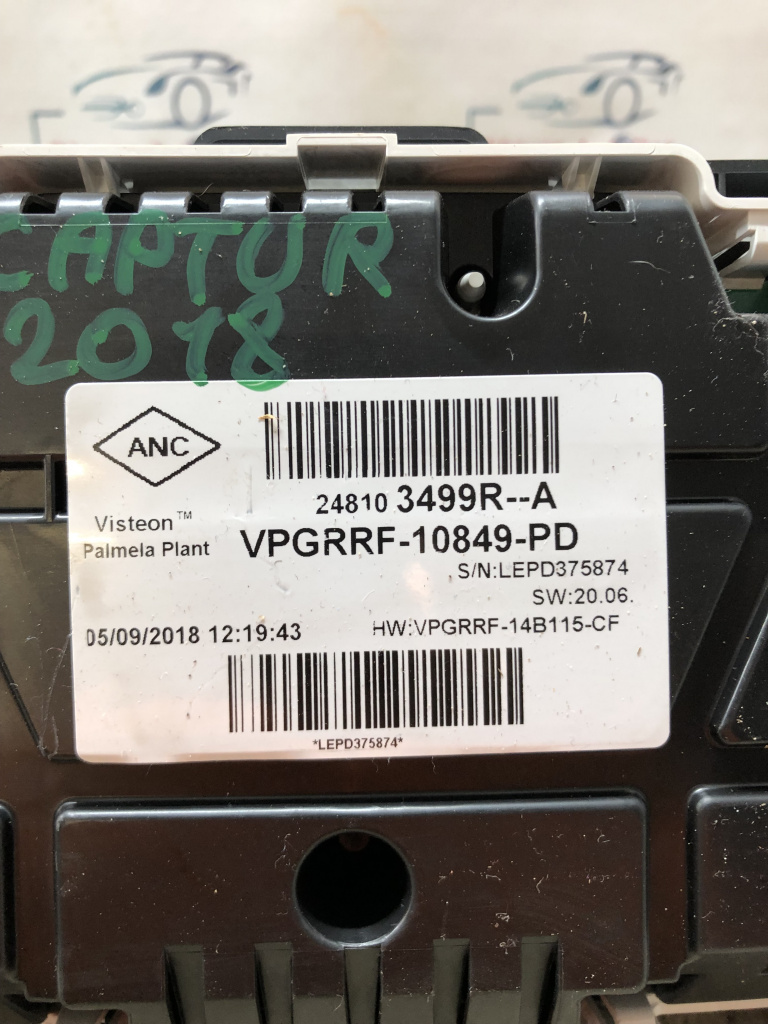 CAPTUR
2018
ANC
24810 3499R--A
Visteon™
Palmela Plant
VPGRRF-10849-PD
S/N:LEPD375874
SW:20.06.
05/09/2018 12:19:43
HW:VPGRRF-14B115-CF
*LEPD375874*